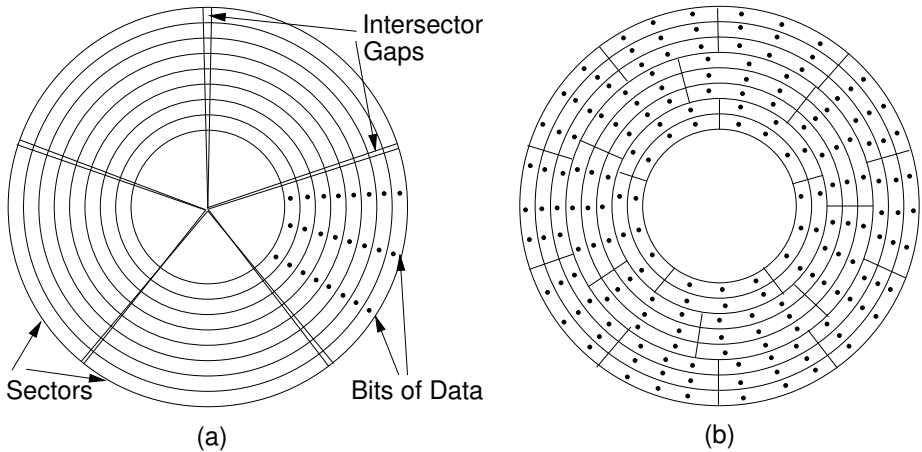 Intersector
Gaps
Sectors
Bits of Data
(a)
(b)